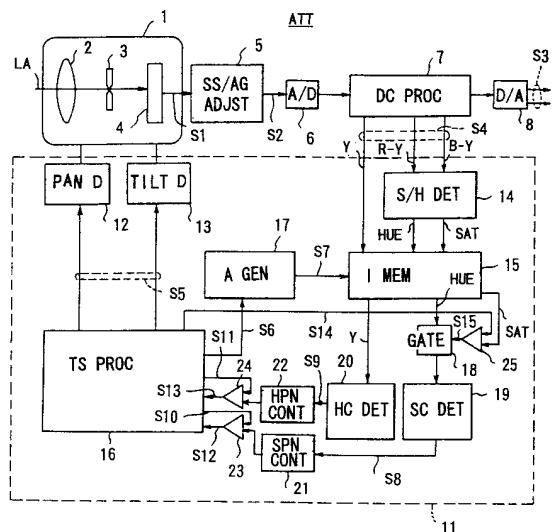 ATT
1
2
3
5
LA
SS/AG
ADJST
A/D
7
DC PROC
D/A
S3
4
S1
S2
6
8
Y
R-Y
S4
B-Y
PAN D
TILT D
12
13
S/H DET
14
HUE
SAT
17
A GEN
S7
I MEM
15
HUE
S5
S6
S14
S15
SAT
Y
GATE
18
25
TS PROC
S11
24
22
S9
20
19
S13
HPN
CONT
HC DET
SC DET
S10
16
S12
23
SPN
CONT
21
S8
11